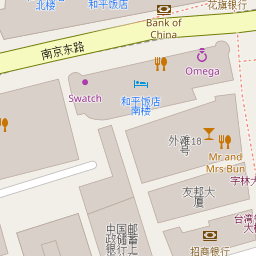 北楼
和平饭店
花旗银行
Bank of
China
南京东路
Omega
Swatch
和平饭店
南楼
外滩18
号
Mr and
Mrs Bun
字林大
友邦大
厦
台湾
中国邮
政储蓄
银行上
招商银行